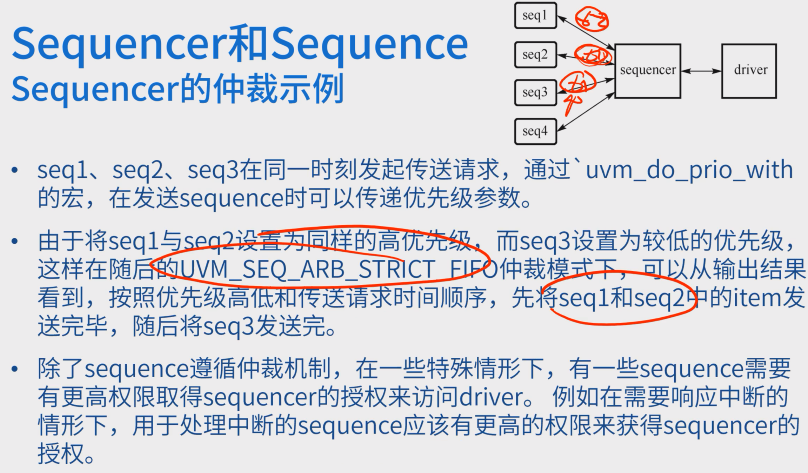 Sequencer和Sequence
Sequencer的仲裁示例
seq1
seq2
seq3
seq4
sequencer
driver
• seq1、seq2、seq3在同一时刻发起传送请求，通过`uvm_do_prio_with
的宏，在发送sequence时可以传递优先级参数。
• 由于将seq1与seq2设置为同样的高优先级，而seq3设置为较低的优先级，
这样在随后的UVM_SEQ_ARB_STRICT_FIFO仲裁模式下，可以从输出结果
看到，按照优先级高低和传送请求时间顺序，先将seq1和seq2中的item发
送完毕，随后将seq3发送完。
• 除了sequence遵循仲裁机制，在一些特殊情形下，有一些sequence需要
有更高权限取得sequencer的授权来访问driver。 例如在需要响应中断的
情形下，用于处理中断的sequence应该有更高的权限来获得sequencer的
授权。